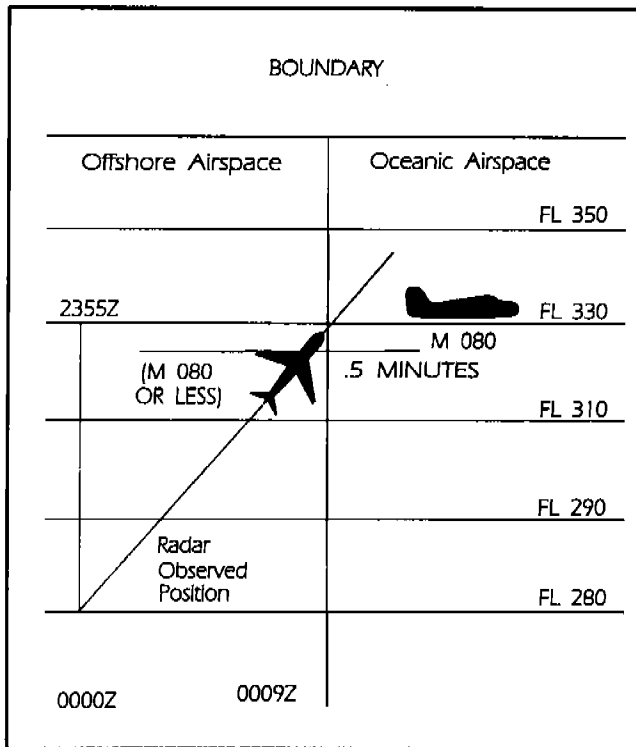 BOUNDARY
Offshore Airspace
Oceanic Airspace
FL 350
2355Z
FL 330
(M 080
OR LESS)
M 080
.5 MINUTES
FL 310
FL 290
Radar
Observed
Position
FL 280
0000Z
0009Z